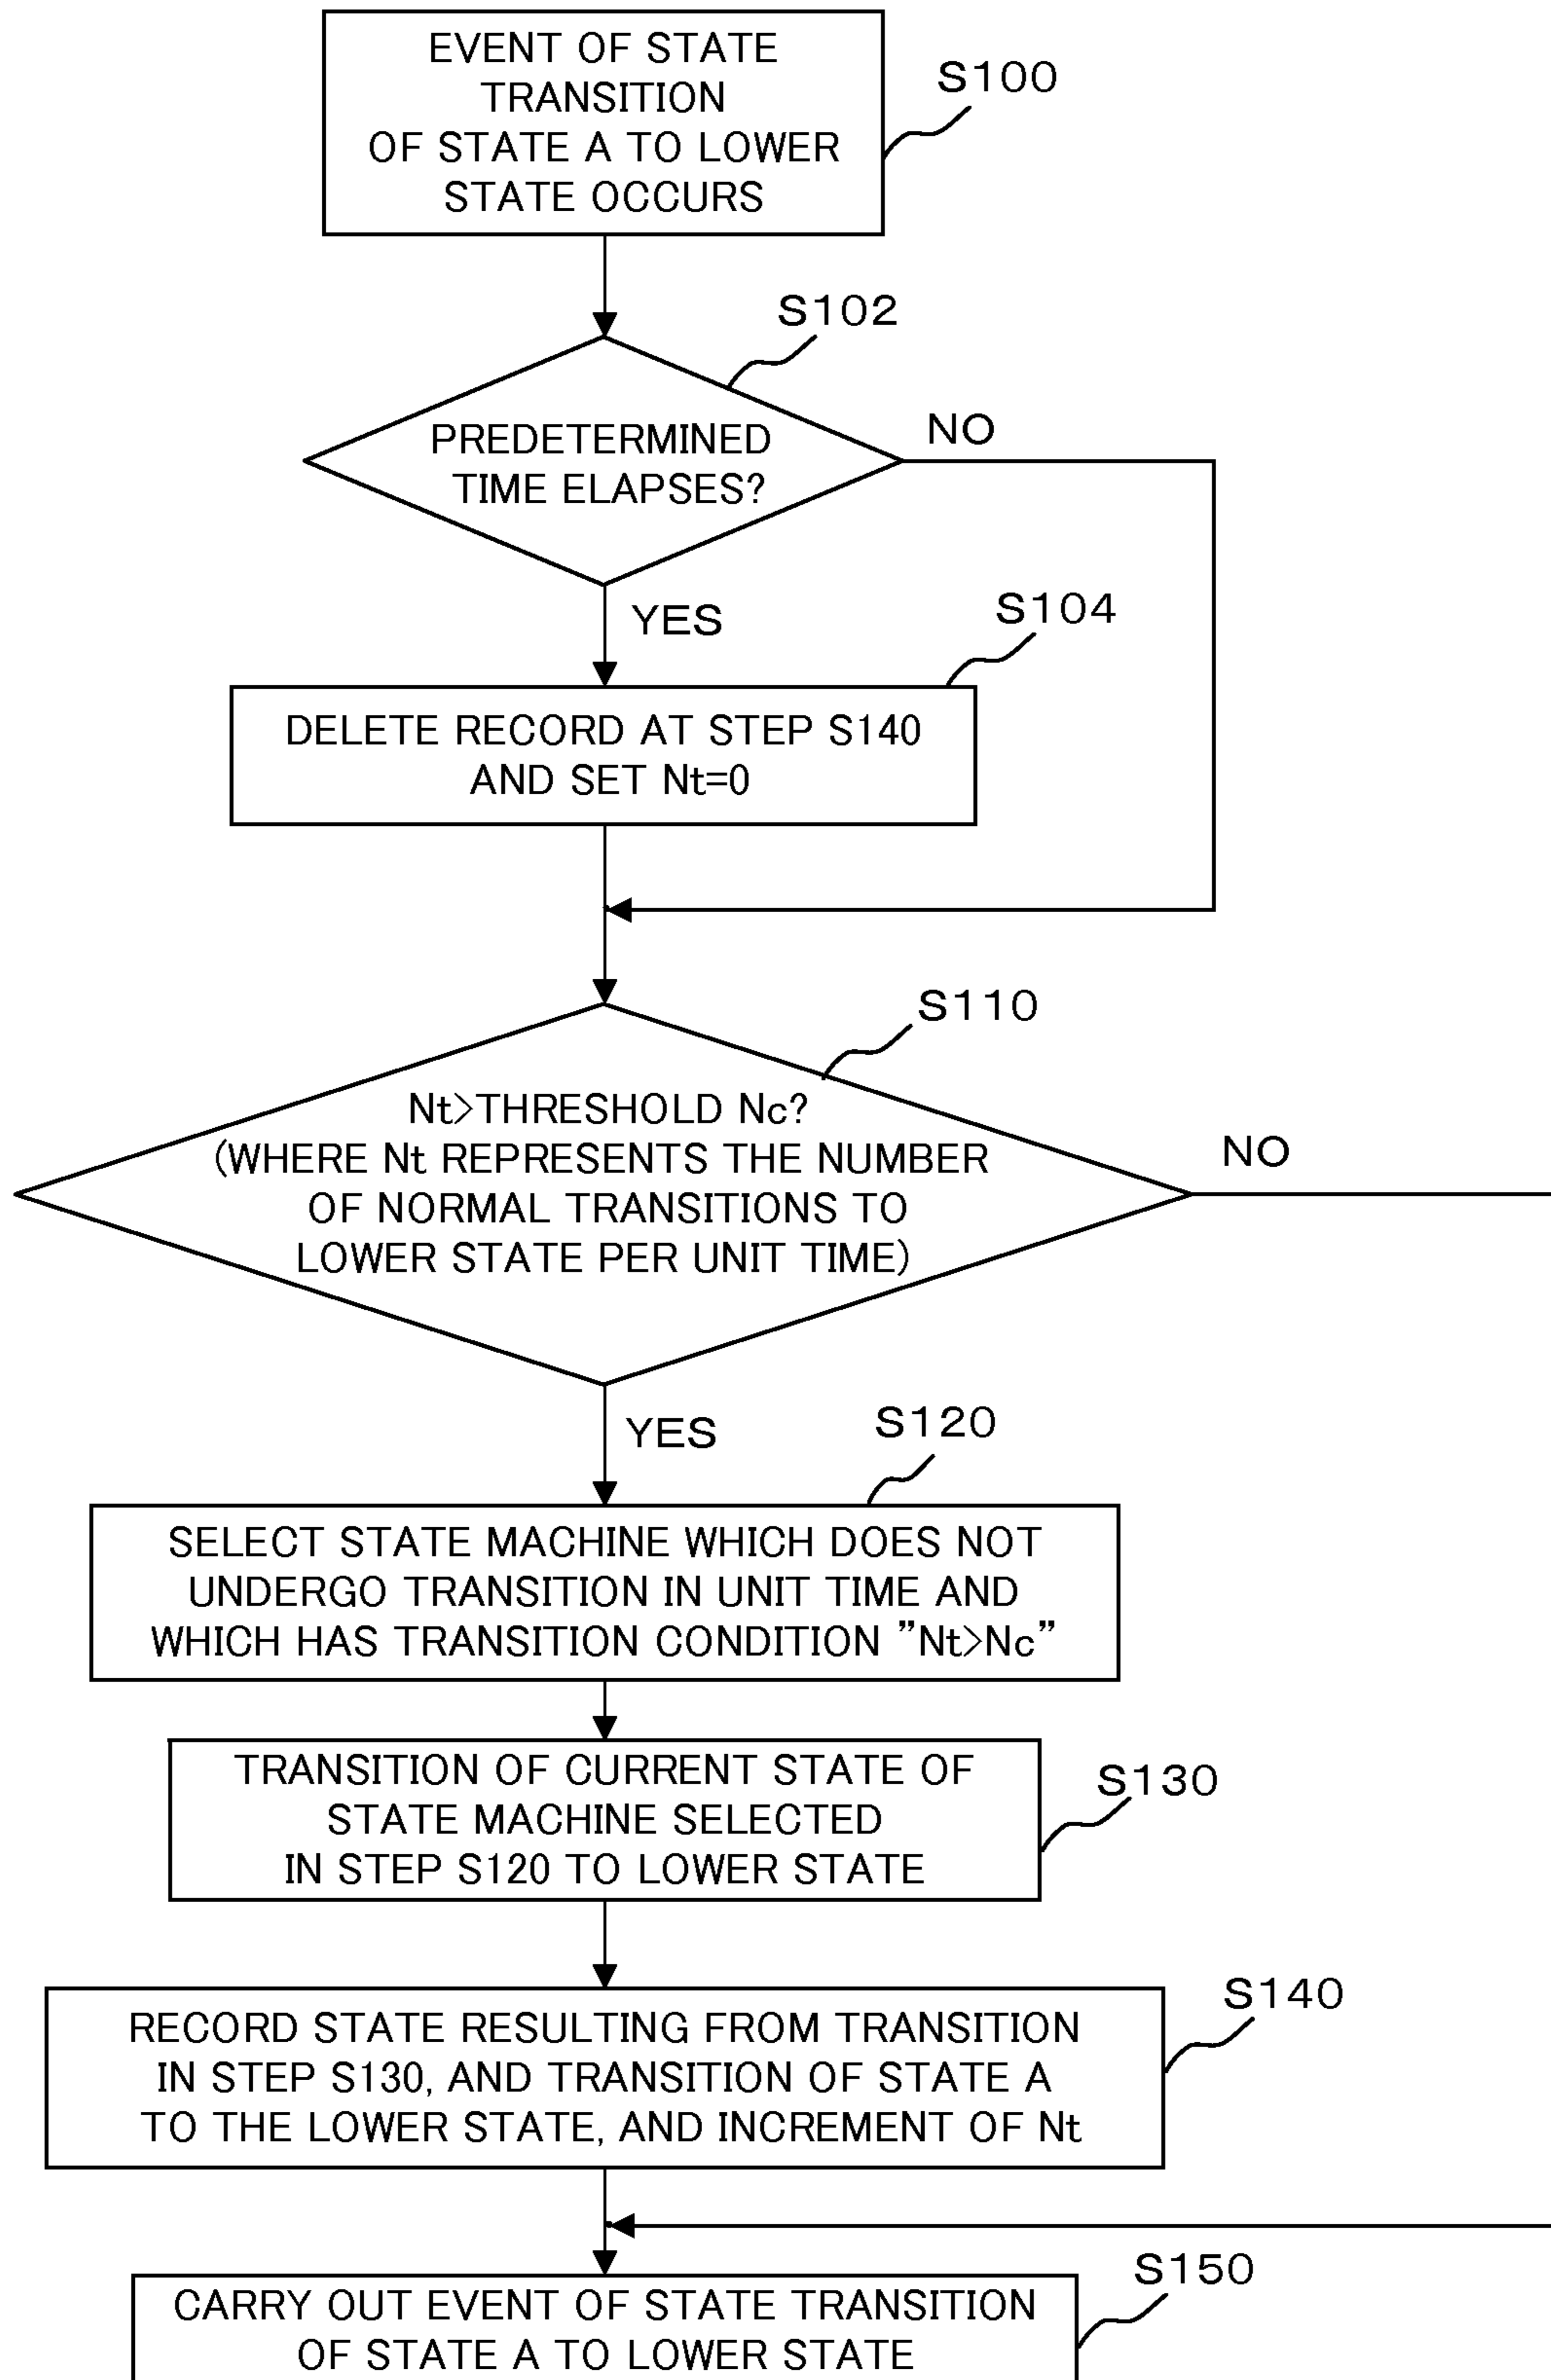 EVENT OF STATE
TRANSITION
OF STATE A TO LOWER
STATE OCCURS
S100
S102
PREDETERMINED
TIME ELAPSES?
NO
YES
S104
DELETE RECORD AT STEP S140
AND SET Nt=0
S110
Nt>THRESHOLD Nc?
(WHERE Nt REPRESENTS THE NUMBER
OF NORMAL TRANSITIONS TO
LOWER STATE PER UNIT TIME)
NO
YES
S120
SELECT STATE MACHINE WHICH DOES NOT
UNDERGO TRANSITION IN UNIT TIME AND
WHICH HAS TRANSITION CONDITION ”Nt>Nc”
TRANSITION OF CURRENT STATE OF
STATE MACHINE SELECTED
IN STEP S120 TO LOWER STATE
S130
S140
RECORD STATE RESULTING FROM TRANSITION
IN STEP S130, AND TRANSITION OF STATE A
TO THE LOWER STATE, AND INCREMENT OF Nt
S150
CARRY OUT EVENT OF STATE TRANSITION
OF STATE A TO LOWER STATE